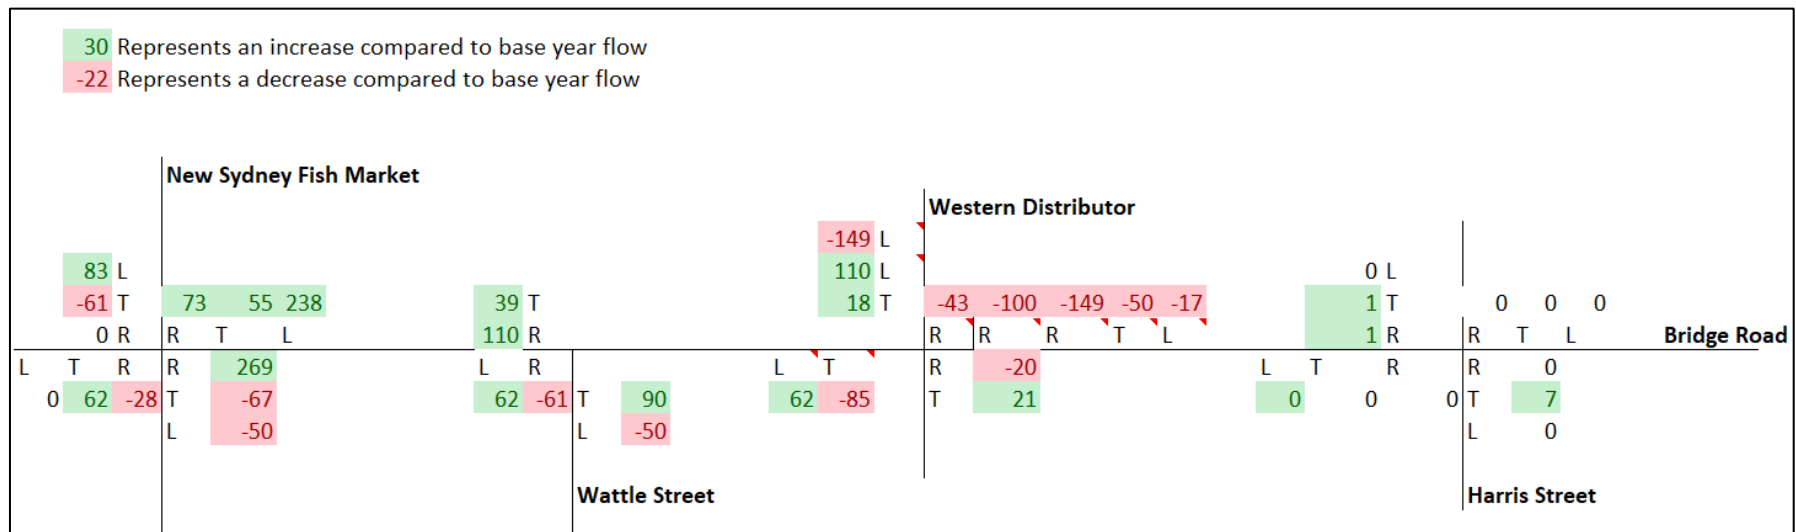 30 Represents an increase compared to base year flow
-22 Represents a decrease compared to base year flow
New Sydney Fish Market
Western Distributor
-149 L
83 L 110 L 0 L
-61 T 73 55 238 39 T 18 T -43 -100 -149 -50 -17 1 T 0 0 0
0 R R T L 110 R R R R T L 1 R R T L Bridge Road
L T R R 269 L R L T R -20 L T R R 0
0 62 -28 T -67 62 -61 T 90 62 -85 T 21 0 0 0 T 7
L -50 L -50 L 0
Wattle Street Harris Street